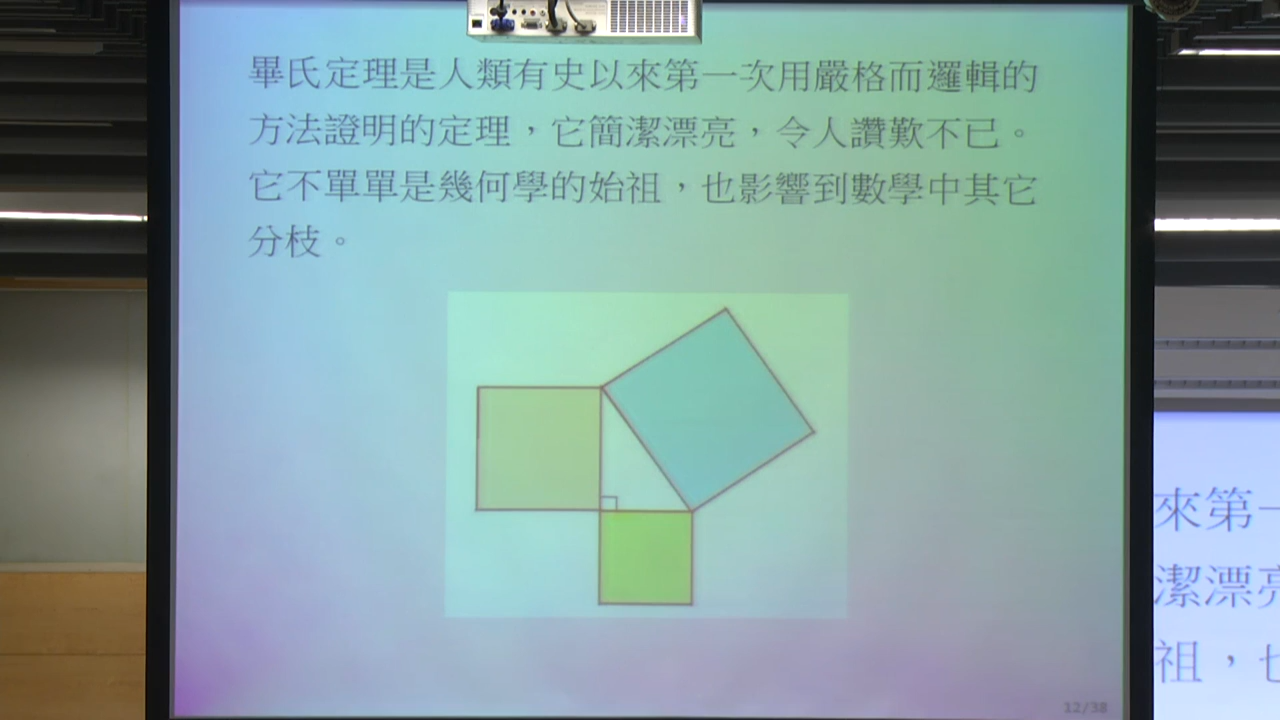 畢氏定理是人類有史以來第一次用嚴格而邏輯的
方法證明的定理，它簡潔漂亮，令人讚歎不已。
它不單單是幾何學的始祖，也影響到數學中其它
分枝。
12/38
來第一
潔漂亮
祖，也